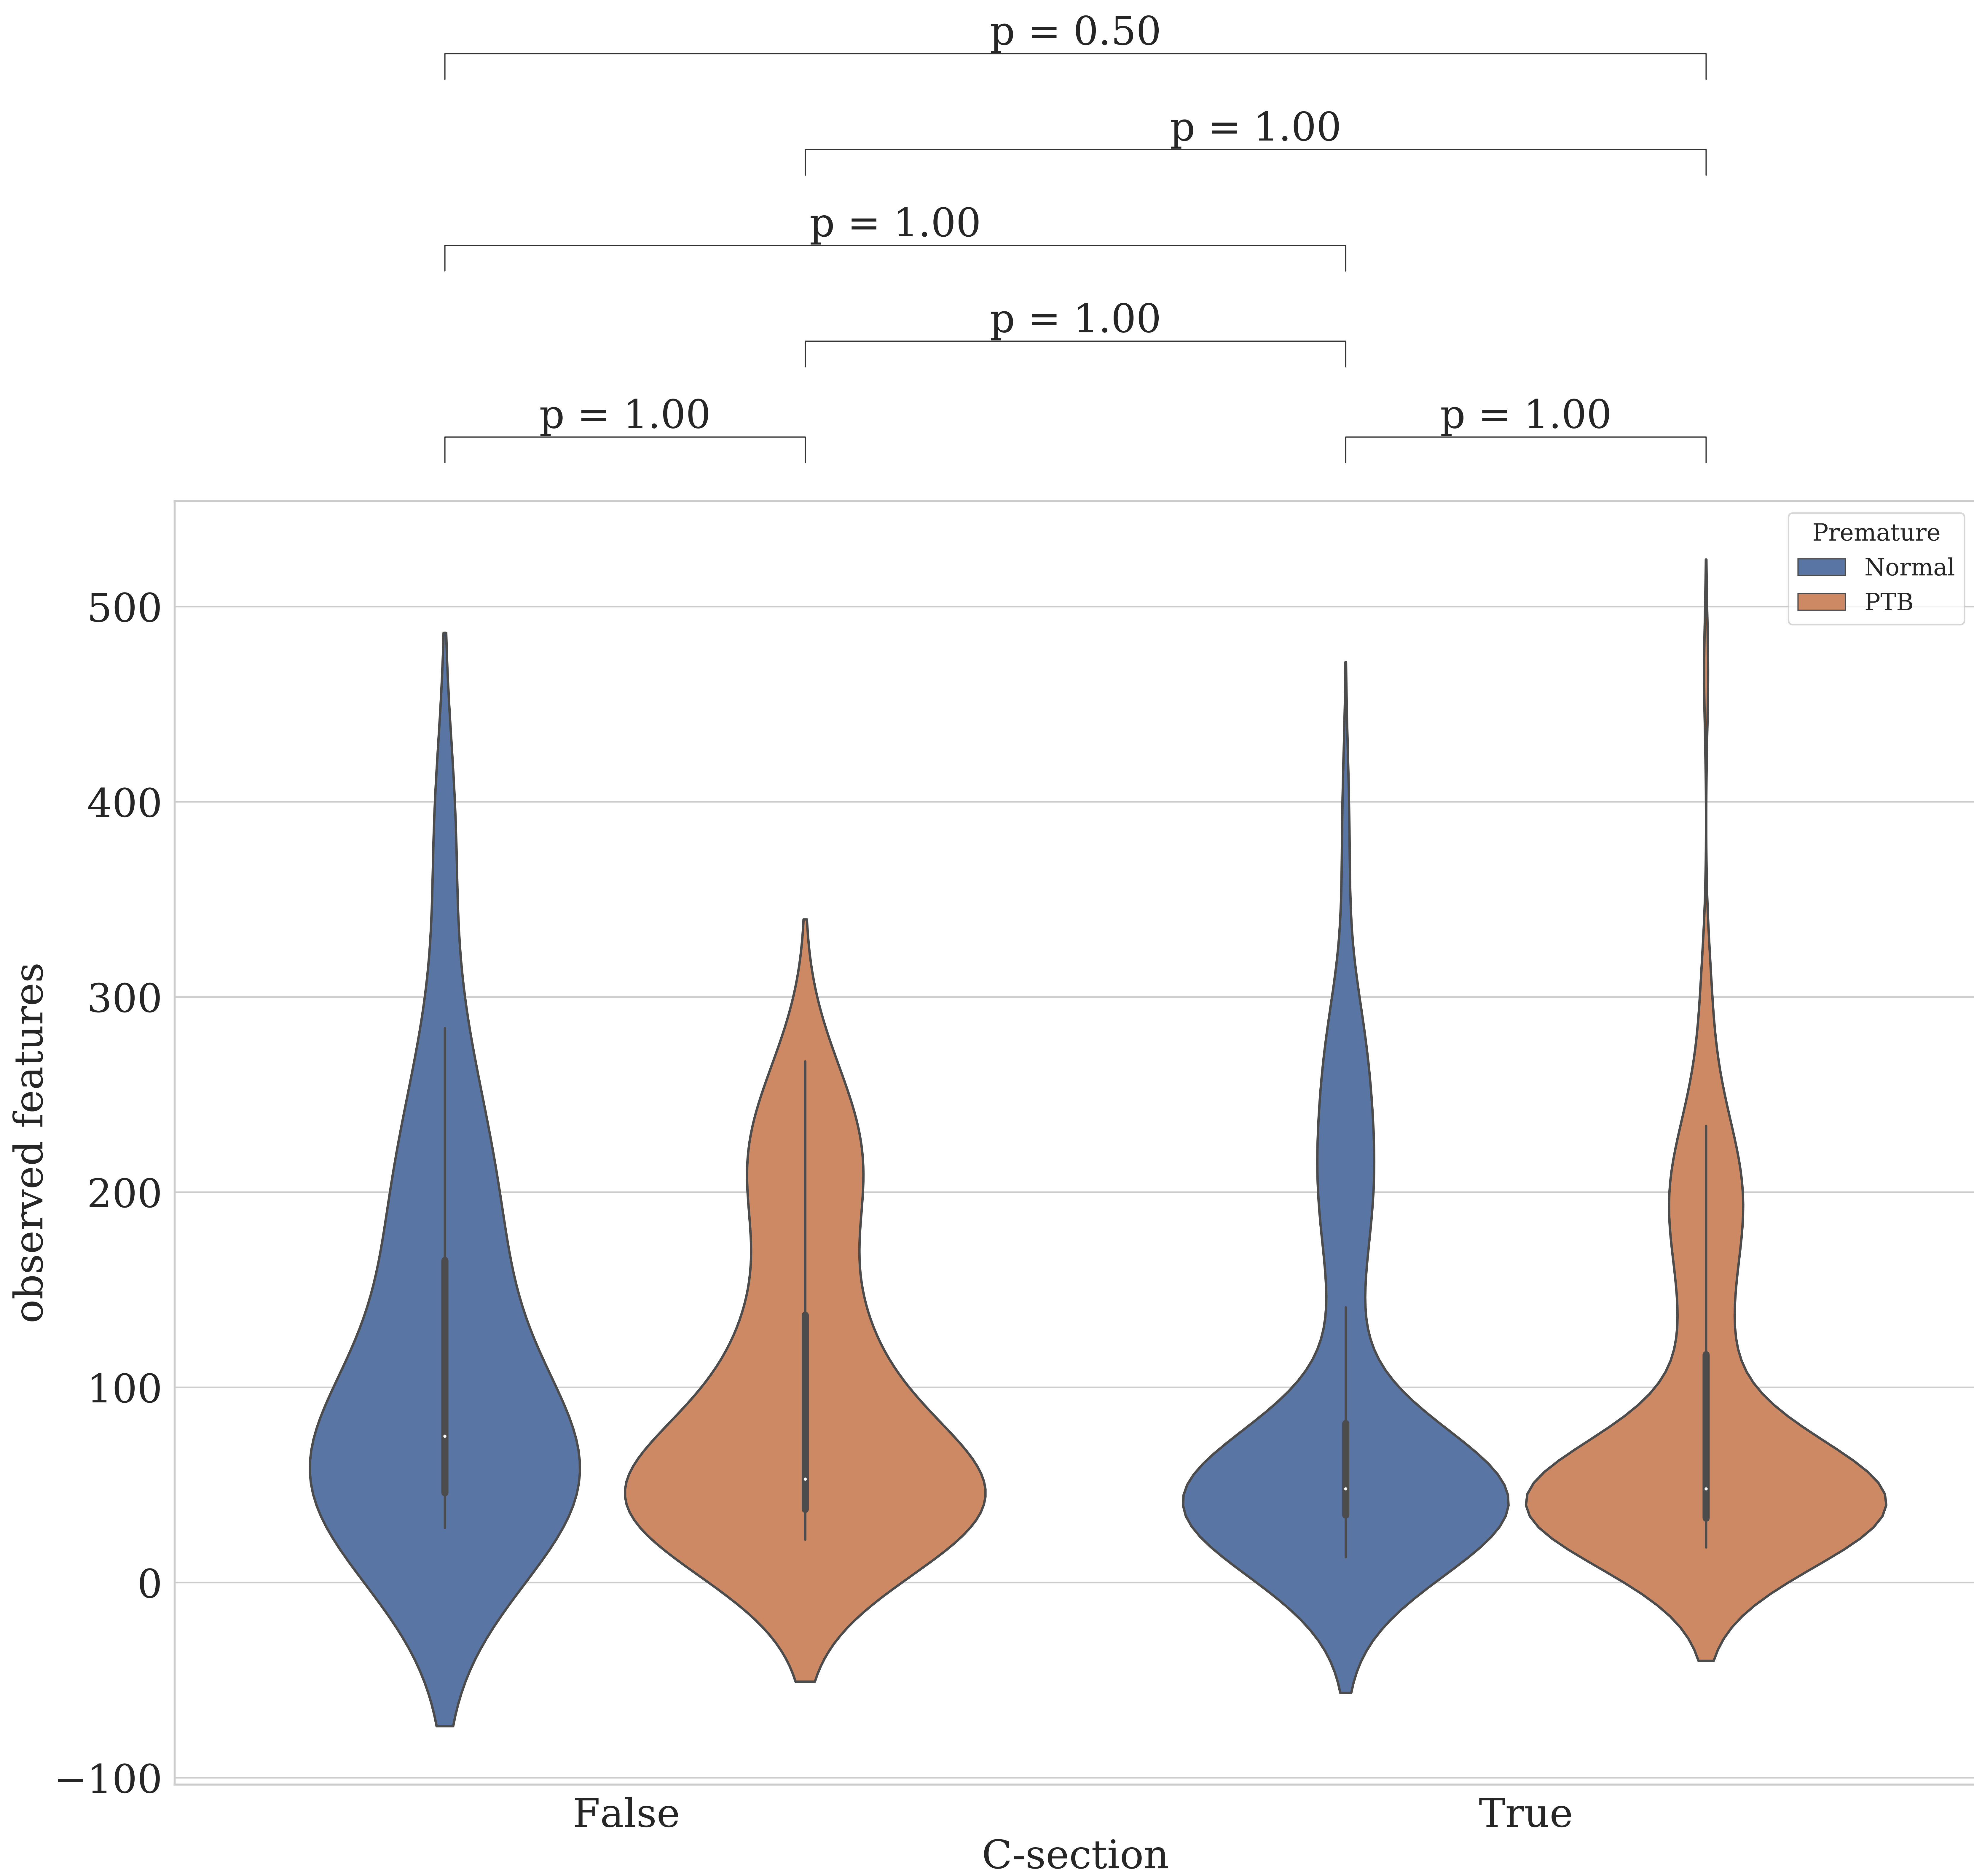 p = 0.50
p = 1.00
p = 1.00
p = 1.00
p = 1.00
p = 1.00
Premature
Normal
PTB
500
400
300
200
100
0
−100
observed features
False
True
C-section